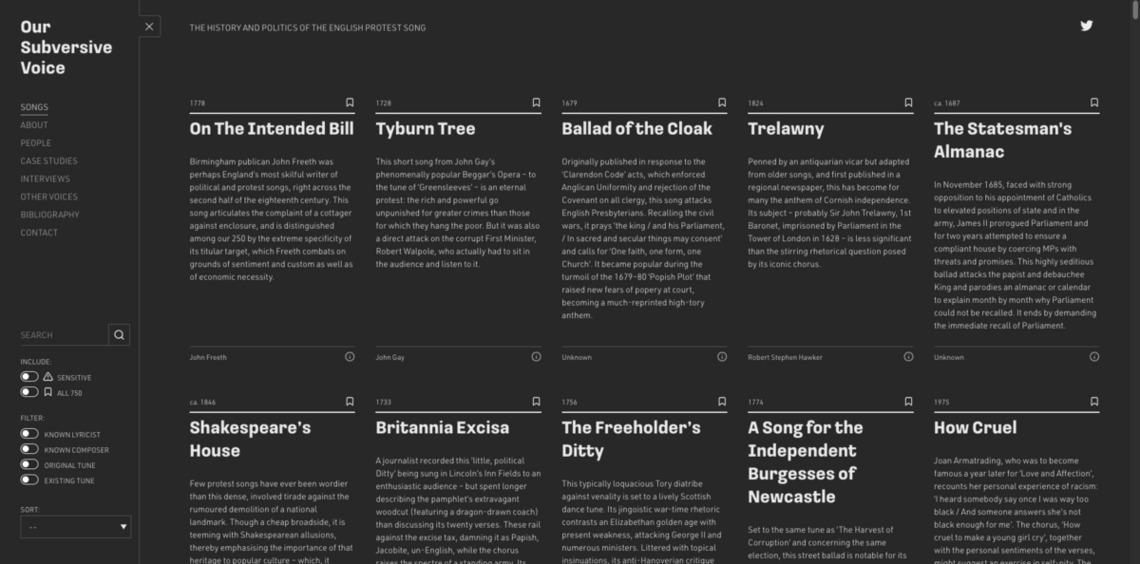 Our
Subversive
Voice
SONGS
ABOUT
PEOPLE
CASE STUDIES
INTERVIEWS
OTHER VOICES
BIBLIOGRAPHY
CONTACT
SEARCH
INCLUDE:
SENSITIVE
ALL 750
FILTER:
KNOWN LYRICIST
KNOWN COMPOSER
ORIGINAL TUNE
EXISTING TUNE
SORT:
--
THE HISTORY AND POLITICS OF THE ENGLISH PROTEST SONG
1778
On The Intended Bill
Birmingham publican John Freeth was
perhaps England's most skilful writer of
political and protest songs, right across the
second half of the eighteenth century. This
song articulates the complaint of a cottager
against enclosure, and is distinguished
among our 250 by the extreme specificity of
its titular target, which Freeth combats on
grounds of sentiment and custom as well as
of economic necessity.
John Freeth
1728
Tyburn Tree
This short song from John Gay's
phenomenally popular Beggar's Opera – to
the tune of 'Greensleeves' – is an eternal
protest: the rich and powerful go
unpunished for greater crimes than those
for which they hang the poor. But it was also
a direct attack on the corrupt First Minister,
Robert Walpole, who actually had to sit in
the audience and listen to it.
John Gay
1679
Ballad of the Cloak
Originally published in response to the
'Clarendon Code' acts, which enforced
Anglican Uniformity and rejection of the
Covenant on all clergy, this song attacks
English Presbyterians. Recalling the civil
wars, it prays 'the king / and his Parliament,
/ In sacred and secular things may consent'
and calls for 'One faith, one form, one
Church'. It became popular during the
turmoil of the 1679–80 'Popish Plot' that
raised new fears of popery at court,
becoming a much-reprinted high-tory
anthem.
Unknown
1824
Trelawny
Penned by an antiquarian vicar but adapted
from older songs, and first published in a
regional newspaper, this has become for
many the anthem of Cornish independence.
Its subject – probably Sir John Trelawny, 1st
Baronet, imprisoned by Parliament in the
Tower of London in 1628 – is less significant
than the stirring rhetorical question posed
by its iconic chorus.
Robert Stephen Hawker
ca. 1687
The Statesman's
Almanac
In November 1685, faced with strong
opposition to his appointment of Catholics
to elevated positions of state and in the
army, James II prorogued Parliament and
for two years attempted to ensure a
compliant house by coercing MPs with
threats and promises. This highly seditious
ballad attacks the papist and debauchee
King and parodies an almanac or calendar
to explain month by month why Parliament
could not be recalled. It ends by demanding
the immediate recall of Parliament.
Unknown
ca. 1846
Shakespeare's
House
Few protest songs have ever been wordier
than this dense, involved tirade against the
rumoured demolition of a national
landmark. Though a cheap broadside, it is
teeming with Shakespearean allusions,
thereby emphasising the importance of that
heritage to popular culture – which, it
1733
Britannia Excisa
A journalist recorded this 'little, political
Ditty' being sung in Lincoln's Inn Fields to an
enthusiastic audience – but spent longer
describing the pamphlet's extravagant
woodcut (featuring a dragon-drawn coach)
than discussing its twenty verses. These rail
against the excise tax, damning it as Papish,
Jacobite, un-English, while the chorus
raises the spectre of a standing army. Its
1756
The Freeholder's
Ditty
This typically loquacious Tory diatribe
against venality is set to a lively Scottish
dance tune. Its jingoistic war-time rhetoric
contrasts an Elizabethan golden age with
present weakness, attacking George II and
numerous ministers. Littered with topical
insinuations, its anti-Hanoverian critique
1774
A Song for the
Independent
Burgesses of
Newcastle
Set to the same tune as 'The Harvest of
Corruption' and concerning the same
election, this street ballad is notable for its
1975
How Cruel
Joan Armatrading, who was to become
famous a year later for 'Love and Affection',
recounts her personal experience of racism:
'I heard somebody say once I was way too
black / And someone answers she's not
black enough for me'. The chorus, 'How
cruel to make a young girl cry', together
with the personal sentiments of the verses,
might suggest an exercise in self-pity. The